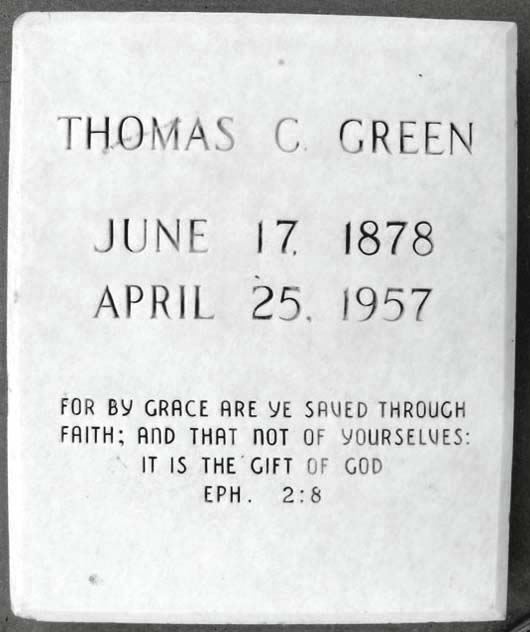 THOMAS C. GREEN
JUNE 17, 1878
APRIL 25, 1957
FOR BY GRACE ARE YE SAVED THROUGH
FAITH; AND THAT NOT OF YOURSELVES:
IT IS THE GIFT OF GOD
EPH. 2:8